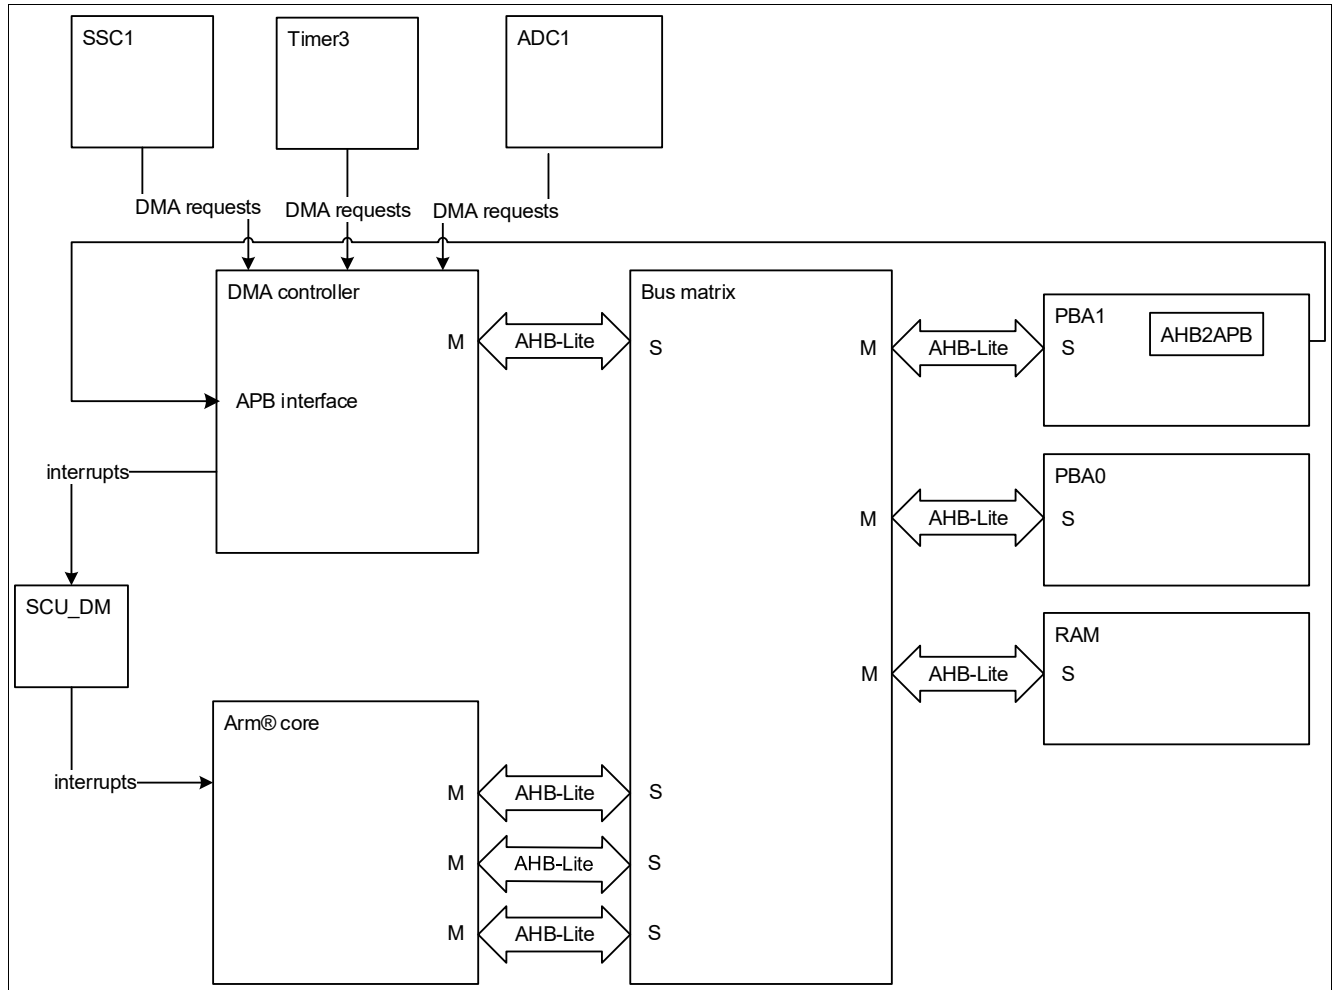 SSC1
Timer3
ADC1
DMA requests
DMA requests
DMA requests
DMA controller
M
APB interface
AHB-Lite
Bus matrix
S
M
AHB-Lite
PBA1
S
AHB2APB
interrupts
M
AHB-Lite
PBA0
S
SCU_DM
M
AHB-Lite
RAM
S
interrupts
Arm® core
M
AHB-Lite
S
M
AHB-Lite
S
M
AHB-Lite
S